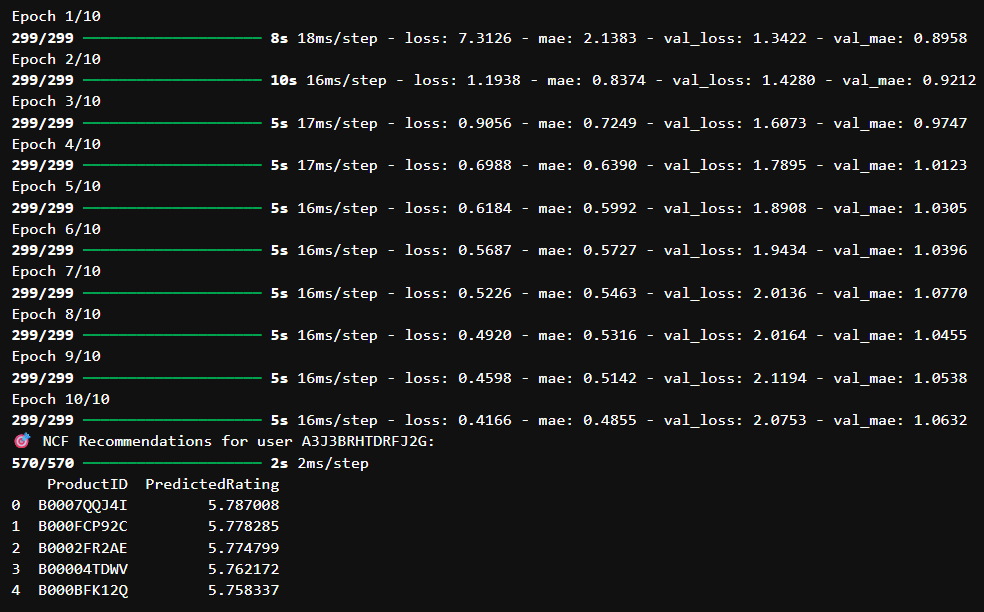 Epoch 1/10
299/299 ━━━━━━━━━━━━━━━━━━━━ 8s 18ms/step - loss: 7.3126 - mae: 2.1383 - val_loss: 1.3422 - val_mae: 0.8958
Epoch 2/10
299/299 ━━━━━━━━━━━━━━━━━━━━ 10s 16ms/step - loss: 1.1938 - mae: 0.8374 - val_loss: 1.4280 - val_mae: 0.9212
Epoch 3/10
299/299 ━━━━━━━━━━━━━━━━━━━━ 5s 17ms/step - loss: 0.9056 - mae: 0.7249 - val_loss: 1.6073 - val_mae: 0.9747
Epoch 4/10
299/299 ━━━━━━━━━━━━━━━━━━━━ 5s 17ms/step - loss: 0.6988 - mae: 0.6390 - val_loss: 1.7895 - val_mae: 1.0123
Epoch 5/10
299/299 ━━━━━━━━━━━━━━━━━━━━ 5s 16ms/step - loss: 0.6184 - mae: 0.5992 - val_loss: 1.8908 - val_mae: 1.0305
Epoch 6/10
299/299 ━━━━━━━━━━━━━━━━━━━━ 5s 16ms/step - loss: 0.5687 - mae: 0.5727 - val_loss: 1.9434 - val_mae: 1.0396
Epoch 7/10
299/299 ━━━━━━━━━━━━━━━━━━━━ 5s 16ms/step - loss: 0.5226 - mae: 0.5463 - val_loss: 2.0136 - val_mae: 1.0770
Epoch 8/10
299/299 ━━━━━━━━━━━━━━━━━━━━ 5s 16ms/step - loss: 0.4920 - mae: 0.5316 - val_loss: 2.0164 - val_mae: 1.0455
Epoch 9/10
299/299 ━━━━━━━━━━━━━━━━━━━━ 5s 16ms/step - loss: 0.4598 - mae: 0.5142 - val_loss: 2.1194 - val_mae: 1.0538
Epoch 10/10
299/299 ━━━━━━━━━━━━━━━━━━━━ 5s 16ms/step - loss: 0.4166 - mae: 0.4855 - val_loss: 2.0753 - val_mae: 1.0632
🎯 NCF Recommendations for user A3J3BRHTDRFJ2G:
570/570 ━━━━━━━━━━━━━━━━━━━━ 2s 2ms/step
ProductID PredictedRating
0 B0007QQJ4I 5.787008
1 B000FCP92C 5.778285
2 B0002FR2AE 5.774799
3 B00004TDWV 5.762172
4 B000BFK12Q 5.758337